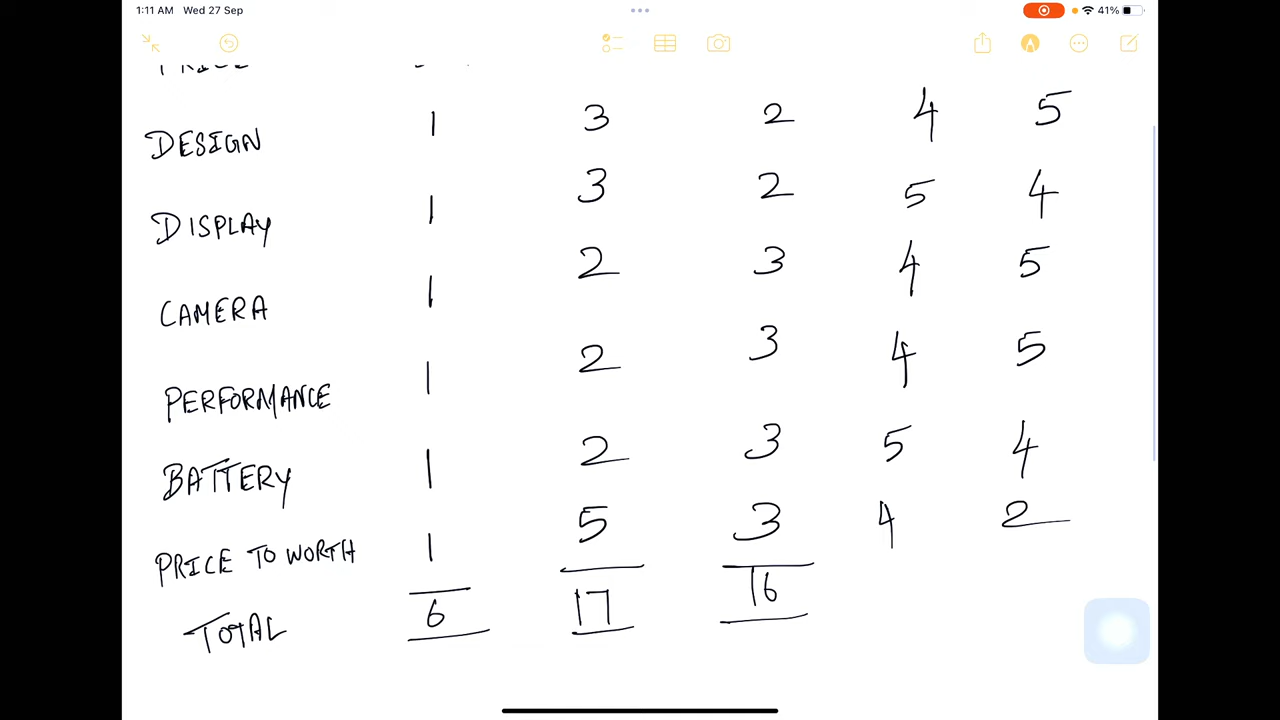 1:11 AM Wed 27 Sep 41%
PRICE
DESIGN 1 3 2 4 5
DISPLAY 1 3 2 5 4
CAMERA 1 2 3 4 5
PERFORMANCE 1 2 3 4 5
BATTERY 1 2 3 5 4
PRICE TO WORTH 1 5 3 4 2
TOTAL 6 17 16